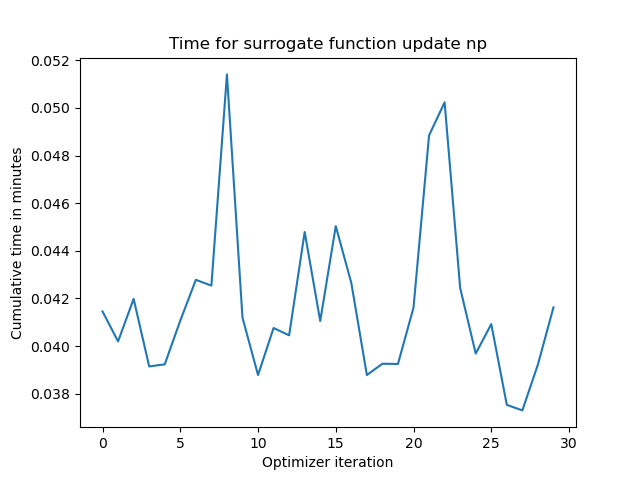 Time for surrogate function update np
Cumulative time in minutes
0.052
0.050
0.048
0.046
0.044
0.042
0.040
0.038
0 5 10 15 20 25 30
Optimizer iteration